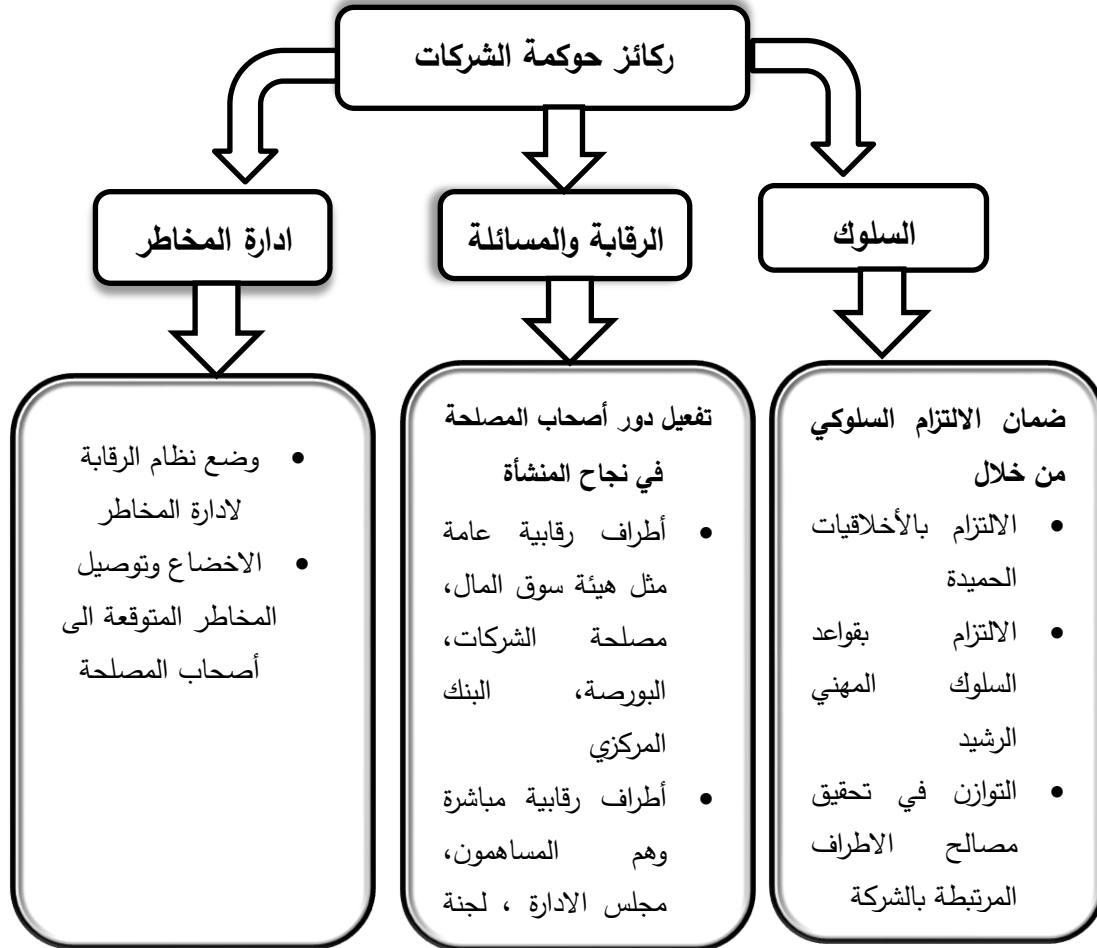 ركائز حوكمة الشركات
السلوك
الرقابة والمسائلة
ادارة المخاطر
ضمان الالتزام السلوكي
من خلال
• الالتزام بالأخلاقيات
الحميدة
• الالتزام بقواعد
السلوك المهني
الرشيد
• التوازن في تحقيق
مصالح الاطراف
المرتبطة بالشركة
تفعيل دور أصحاب المصلحة
في نجاح المنشأة
• أطراف رقابية عامة
مثل هيئة سوق المال،
مصلحة الشركات،
البورصة، البنك
المركزي
• أطراف رقابية مباشرة
وهم المساهمون،
مجلس الادارة ، لجنة
• وضع نظام الرقابة
لادارة المخاطر
• الاخضاع وتوصيل
المخاطر المتوقعة الى
أصحاب المصلحة